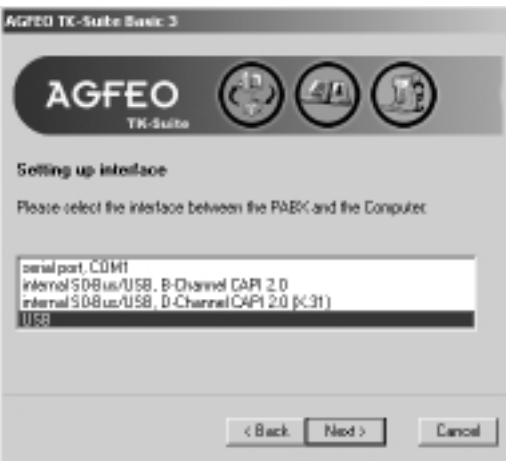 AGFEO TK-Suite Basic 3
AGFEO
TK-Suite
Setting up interface
Please select the interface between the PABX and the Computer.
serial port, COM1
internal S0-Bus/USB, B-Channel CAPI 2.0
internal S0-Bus/USB, D-Channel CAPI 2.0 (X.31)
USB
< Back
Next >
Cancel